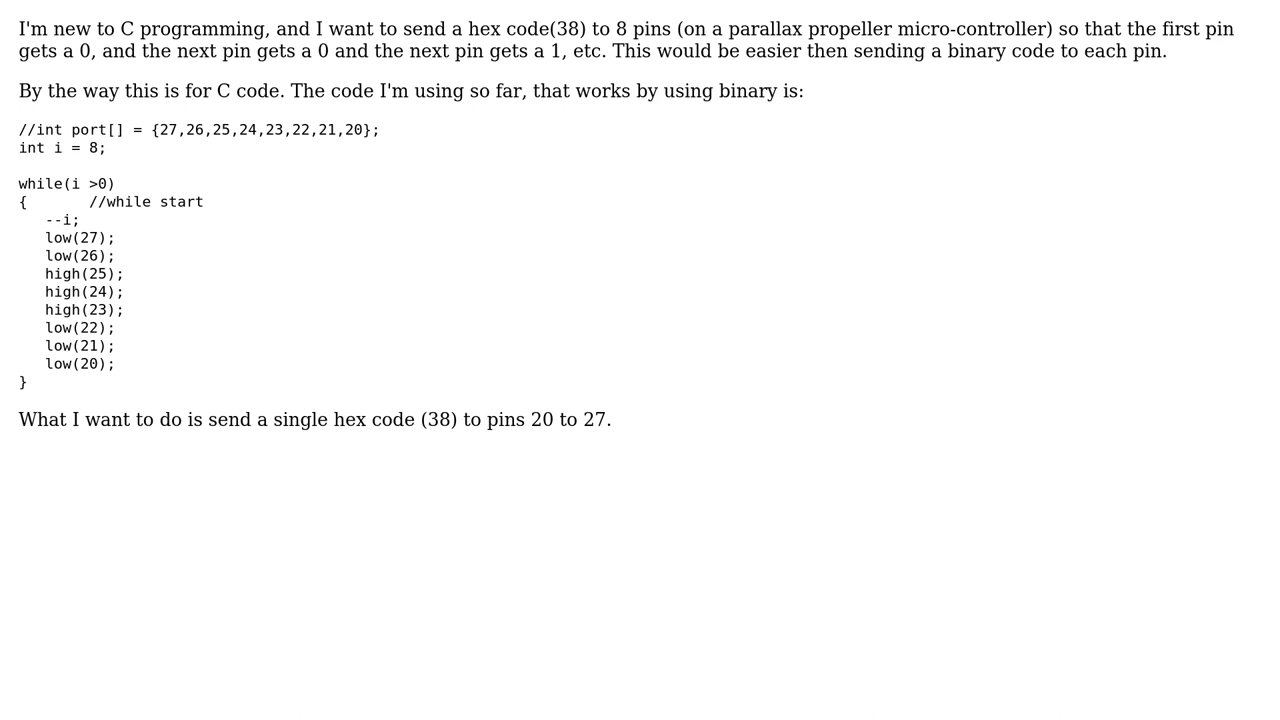 I'm new to C programming, and I want to send a hex code(38) to 8 pins (on a parallax propeller micro-controller) so that the first pin
gets a 0, and the next pin gets a 0 and the next pin gets a 1, etc. This would be easier then sending a binary code to each pin.
By the way this is for C code. The code I'm using so far, that works by using binary is:
//int port[] = {27,26,25,24,23,22,21,20};
int i = 8;
while(i >0)
{       //while start
   --i;
   low(27);
   low(26);
   high(25);
   high(24);
   high(23);
   low(22);
   low(21);
   low(20);
}
What I want to do is send a single hex code (38) to pins 20 to 27.